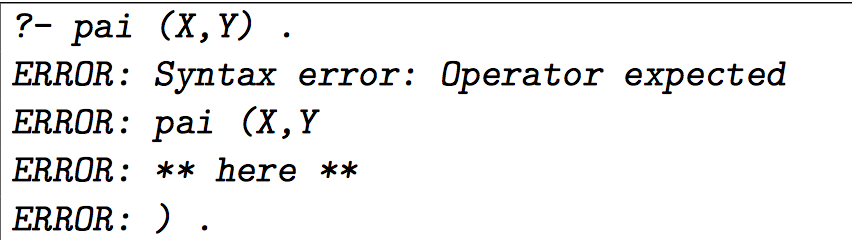 ?- pai (X,Y) .
ERROR: Syntax error: Operator expected
ERROR: pai (X,Y
ERROR: ** here **
ERROR: ) .